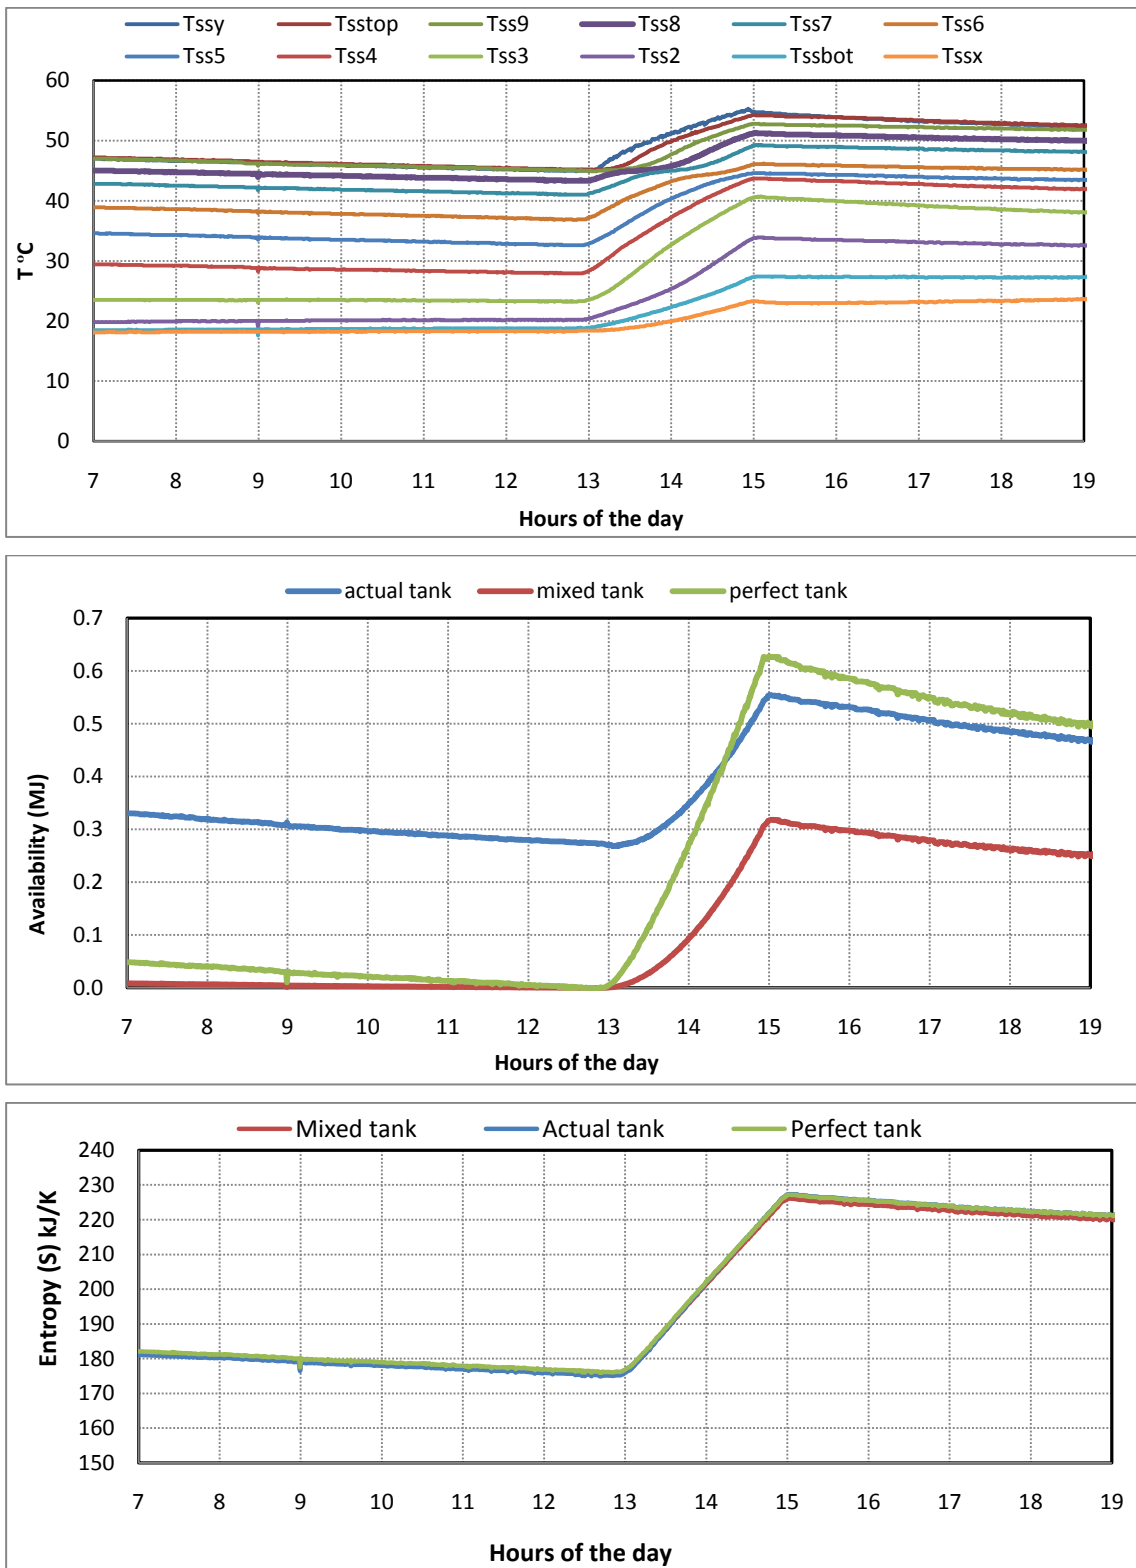 Tssy Tsstop Tss9 Tss8 Tss7 Tss6
Tss5 Tss4 Tss3 Tss2 Tssbot Tssx
60
50
40
30
20
10
0
T °C
7 8 9 10 11 12 13 14 15 16 17 18 19
Hours of the day
actual tank mixed tank perfect tank
0.7
0.6
0.5
0.4
0.3
0.2
0.1
0.0
Availability (MJ)
7 8 9 10 11 12 13 14 15 16 17 18 19
Hours of the day
Mixed tank Actual tank Perfect tank
240
230
220
210
200
190
180
170
160
150
Entropy (S) kJ/K
7 8 9 10 11 12 13 14 15 16 17 18 19
Hours of the day